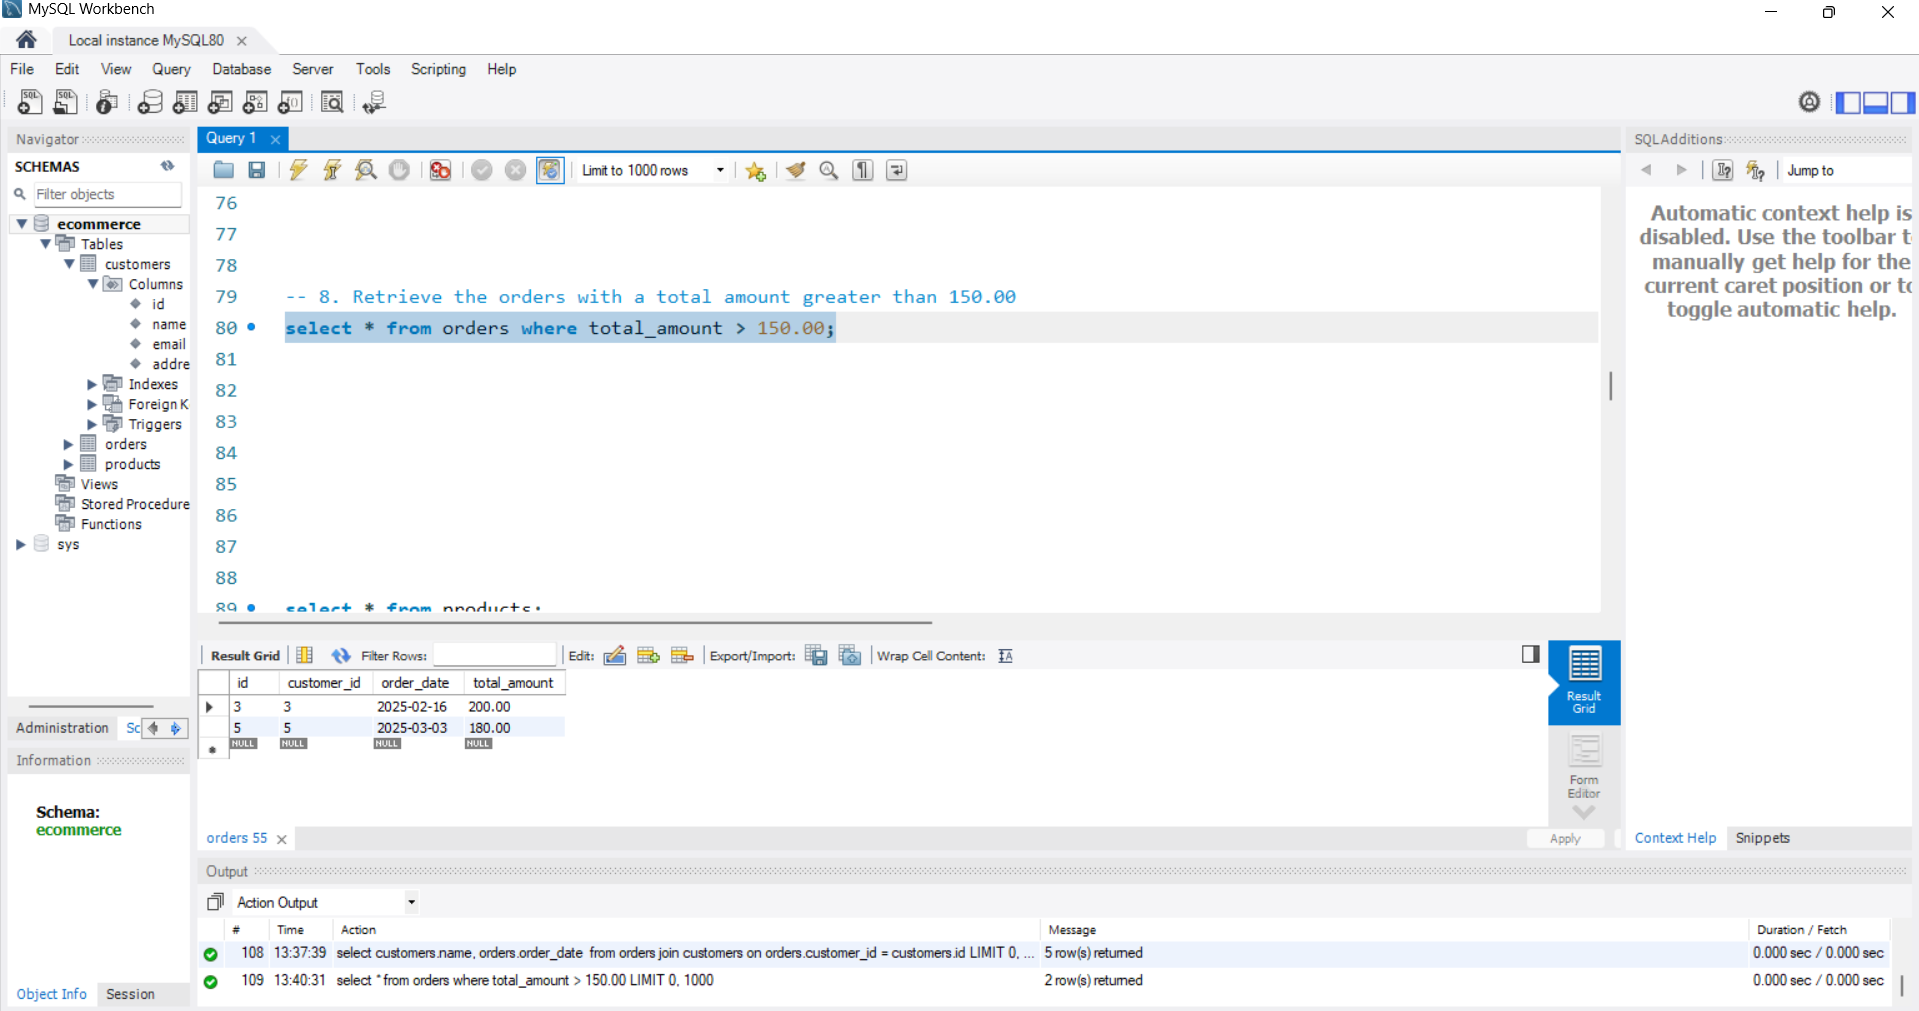 MySQL Workbench
Local instance MySQL80
File Edit View Query Database Server Tools Scripting Help
Navigator
SCHEMAS
Filter objects
ecommerce
Tables
customers
Columns
id
name
email
addre
Indexes
Foreign K
Triggers
orders
products
Views
Stored Procedure
Functions
sys
Administration Sc
Information
Schema:
ecommerce
Object Info Session
Query 1
Limit to 1000 rows
76
77
78
79 -- 8. Retrieve the orders with a total amount greater than 150.00
80 select * from orders where total_amount > 150.00;
81
82
83
84
85
86
87
88
89 select * from products;
Result Grid Filter Rows: Edit: Export/Import: Wrap Cell Content:
id customer_id order_date total_amount
3 3 2025-02-16 200.00
5 5 2025-03-03 180.00
NULL NULL NULL NULL
Result
Grid
Form
Editor
orders 55
Apply
Output
Action Output
# Time Action Message Duration / Fetch
108 13:37:39 select customers.name, orders.order_date from orders join customers on orders.customer_id = customers.id LIMIT 0, ... 5 row(s) returned 0.000 sec / 0.000 sec
109 13:40:31 select * from orders where total_amount > 150.00 LIMIT 0, 1000 2 row(s) returned 0.000 sec / 0.000 sec
SQLAdditions
Jump to
Automatic context help is
disabled. Use the toolbar t
manually get help for the
current caret position or to
toggle automatic help.
Context Help Snippets